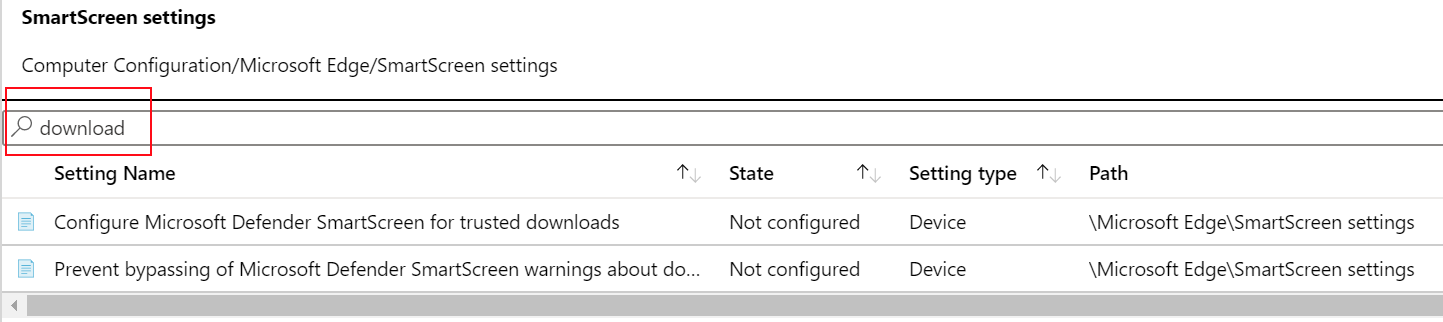 SmartScreen settings
Computer Configuration/Microsoft Edge/SmartScreen settings
download
Setting Name State Setting type Path
Configure Microsoft Defender SmartScreen for trusted downloads Not configured Device \Microsoft Edge\SmartScreen settings
Prevent bypassing of Microsoft Defender SmartScreen warnings about do... Not configured Device \Microsoft Edge\SmartScreen settings